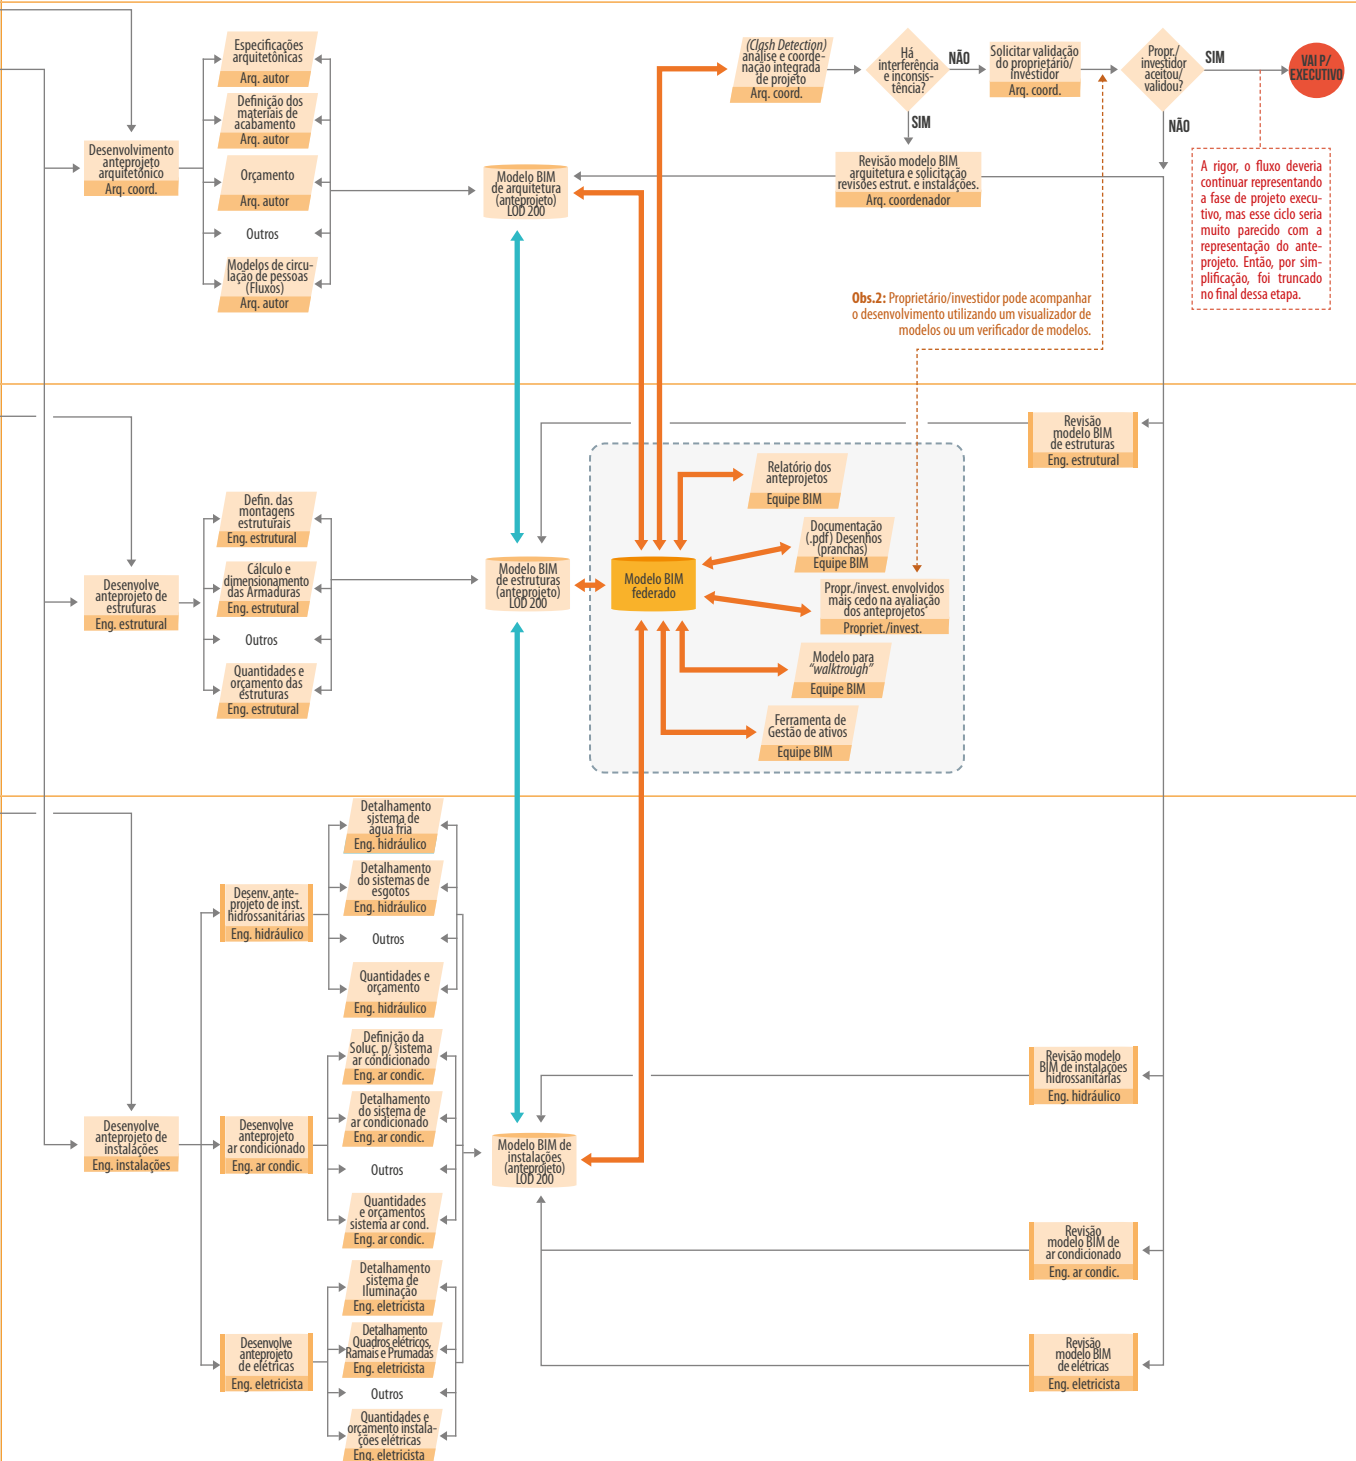 Desenvolvimento
anteprojeto
arquitetônico
Arq. coord.
Especificações
arquitetônicas
Arq. autor
Definição dos
materiais de
acabamento
Arq. autor
Orçamento
Arq. autor
Outros
Modelos de circu-
lação de pessoas
(Fluxos)
Arq. autor
Modelo BIM
de arquitetura
(anteprojeto)
LOD 200
(Clash Detection)
análise e coorde-
nação integrada
de projeto
Arq. coord.
Há
interferência
e inconsis-
tência?
NÃO
SIM
Solicitar validação
do proprietário/
Investidor
Arq. coord.
Propr./
investidor
aceitou/
validou?
SIM
NÃO
VAI P/
EXECUTIVO
Revisão modelo BIM
arquitetura e solicitação
revisões estrut. e instalações.
Arq. coordenador
A rigor, o fluxo deveria
continuar representando
a fase de projeto execu-
tivo, mas esse ciclo seria
muito parecido com a
representação do ante-
projeto. Então, por sim-
plificação, foi truncado
no final dessa etapa.
Obs.2: Proprietário/investidor pode acompanhar
o desenvolvimento utilizando um visualizador de
modelos ou um verificador de modelos.
Desenvolve
anteprojeto de
estruturas
Eng. estrutural
Defin. das
montagens
estruturais
Eng. estrutural
Cálculo e
dimensionamento
das Armaduras
Eng. estrutural
Outros
Quantidades e
orçamento das
estruturas
Eng. estrutural
Modelo BIM
de estruturas
(anteprojeto)
LOD 200
Modelo BIM
federado
Relatório dos
anteprojetos
Equipe BIM
Documentação
(.pdf) Desenhos
(pranchas)
Equipe BIM
Propr./invest. envolvidos
mais cedo na avaliação
dos anteprojetos
Propriet./invest.
Modelo para
“walktrough”
Equipe BIM
Ferramenta de
Gestão de ativos
Equipe BIM
Revisão
modelo BIM
de estruturas
Eng. estrutural
Desenvolve
anteprojeto de
instalações
Eng. instalações
Desenv. ante-
projeto de inst.
hidrossanitárias
Eng. hidráulico
Detalhamento
sistema de
água fria
Eng. hidráulico
Detalhamento
do sistemas de
esgotos
Eng. hidráulico
Outros
Quantidades e
orçamento
Eng. hidráulico
Desenvolve
anteprojeto
ar condicionado
Eng. ar condic.
Definição da
Soluç. p/ sistema
ar condicionado
Eng. ar condic.
Detalhamento
do sistema de
ar condicionado
Eng. ar condic.
Outros
Quantidades
e orçamentos
sistema ar cond.
Eng. ar condic.
Desenvolve
anteprojeto
de elétricas
Eng. eletricista
Detalhamento
sistema de
Iluminação
Eng. eletricista
Detalhamento
Quadros elétricos,
Ramais e Prumadas
Eng. eletricista
Outros
Quantidades e
orçamento instala-
ções elétricas
Eng. eletricista
Modelo BIM de
instalações
(anteprojeto)
LOD 200
Revisão modelo
BIM de instalações
hidrossanitárias
Eng. hidráulico
Revisão
modelo BIM de
ar condicionado
Eng. ar condic.
Revisão
modelo BIM
de elétricas
Eng. eletricista